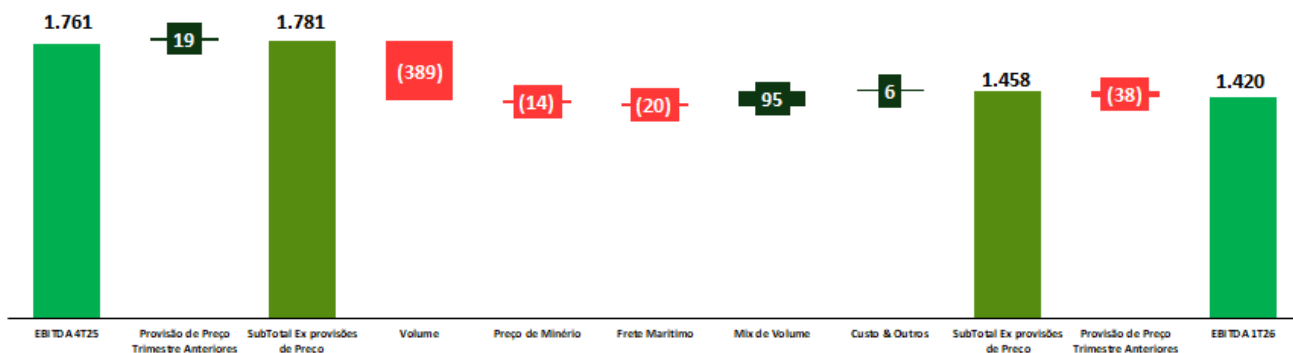 1.761
19
1.781
(389)
(14)
(20)
95
6
1.458
(38)
1.420
EBITDA 4T25
Provisão de Preço
Trimestre Anteriores
SubTotal Ex provisões
de Preço
Volume
Preço de Minério
Frete Maritimo
Mix de Volume
Custo & Outros
SubTotal Ex provisões
de Preço
Provisão de Preço
Trimestre Anteriores
EBITDA 1T26